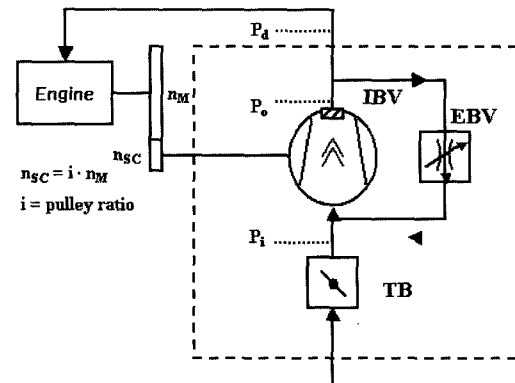 P_d
Engine
n_M
P_o
IBV
EBV
n_SC
n_SC = i · n_M
i = pulley ratio
P_i
TB